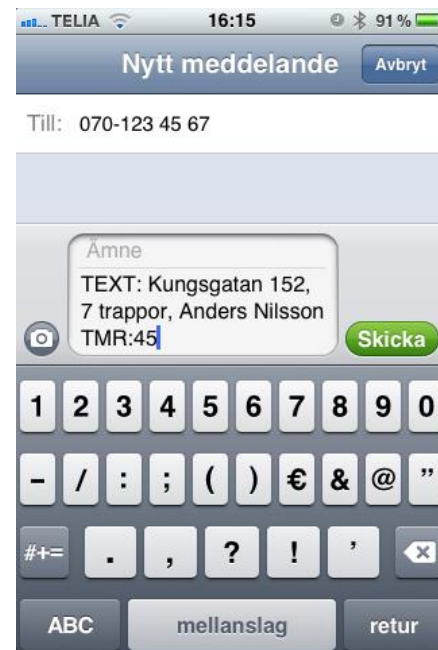 TELIA 16:15 91 %
Nytt meddelande Avbryt
Till: 070-123 45 67
Ämne
TEXT: Kungsgatan 152,
7 trappor, Anders Nilsson
TMR:45
Skicka
1 2 3 4 5 6 7 8 9 0
- / : ; ( ) € & @ "
#+= . , ? ! '
ABC mellanslag retur